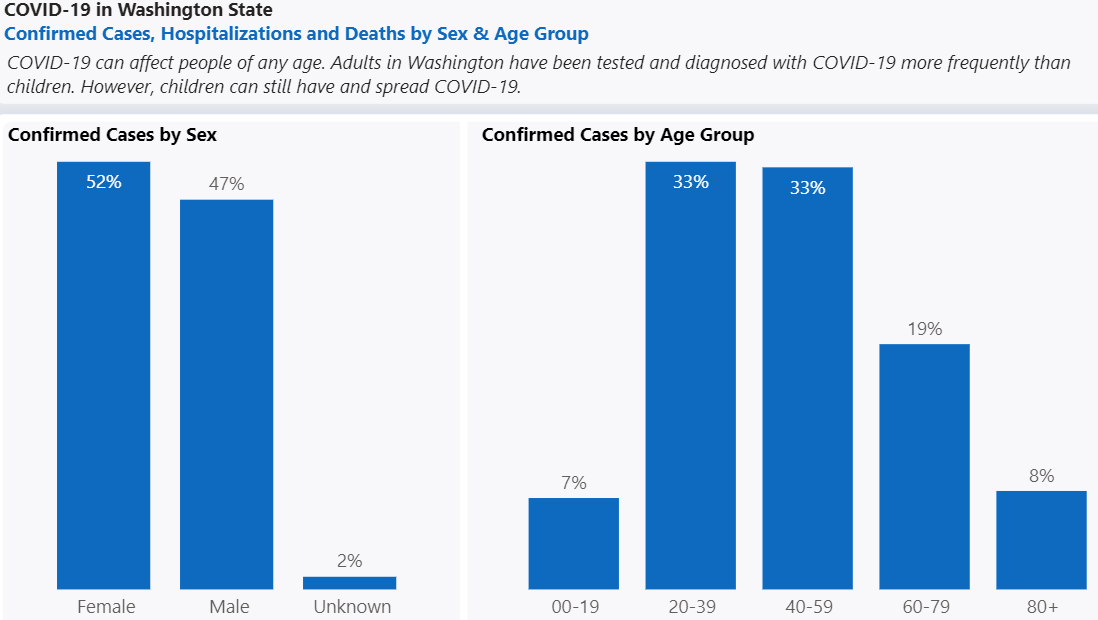 COVID-19 in Washington State
Confirmed Cases, Hospitalizations and Deaths by Sex & Age Group
COVID-19 can affect people of any age. Adults in Washington have been tested and diagnosed with COVID-19 more frequently than
children. However, children can still have and spread COVID-19.
Confirmed Cases by Sex
52%
47%
2%
Female
Male
Unknown
Confirmed Cases by Age Group
7%
33%
33%
19%
8%
00-19
20-39
40-59
60-79
80+